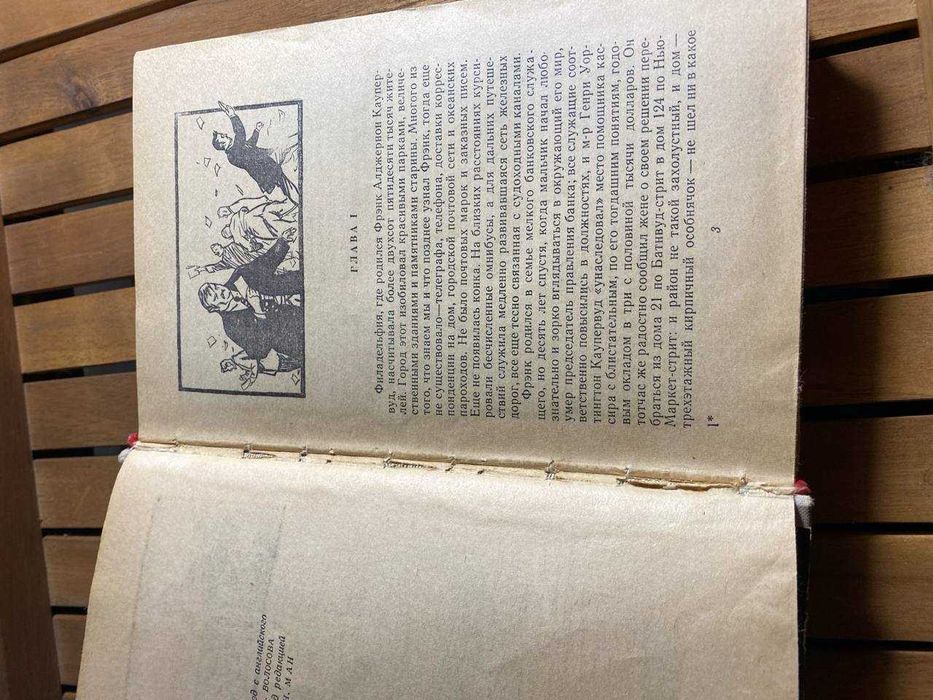 од с английского
ВОЛОСОВА
д редакцией
Н. МАН
ГЛАВА I
Филадельфия, где родился Фрэнк Алджернон Каупер-
вуд, насчитывала более двухсот пятидесяти тысяч жите-
лей. Город этот изобиловал красивыми парками, величе-
ственными зданиями и памятниками старины. Многого из
того, что знаем мы и что позднее узнал Фрэнк, тогда еще
не существовало—телеграфа, телефона, доставки коррес-
понденции на дом, городской почтовой сети и океанских
пароходов. Не было почтовых марок и заказных писем.
Еще не появилась конка. На близких расстояниях курси-
ровали бесчисленные омнибусы, а для дальних путеше-
ствий служила медленно развивавшаяся сеть железных
дорог, все еще тесно связанная с судоходными каналами.
Фрэнк родился в семье мелкого банковского служа-
щего, но десять лет спустя, когда мальчик начал любо-
знательно и зорко вглядываться в окружающий его мир,
умер председатель правления банка; все служащие соот-
ветственно повысились в должностях, и м-р Генри Уор-
тингтон Каупервуд «унаследовал» место помощника кас-
сира с блистательным, по его тогдашним понятиям, годо-
вым окладом в три с половиной тысячи долларов. Он
тотчас же радостно сообщил жене о своем решении пере-
браться из дома 21 по Батнвуд-стрит в дом 124 по Нью-
Маркет-стрит: и район не такой захолустный, и дом —
трехэтажный кирпичный особнячок — не шел ни в какое
1*
3